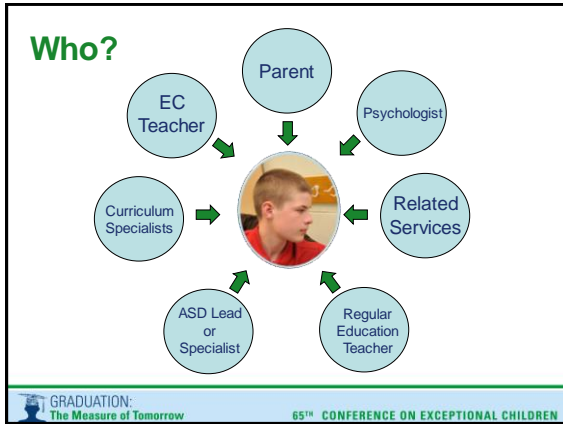 Who?
Parent
EC
Teacher
Psychologist
Curriculum
Specialists
Related
Services
ASD Lead
or
Specialist
Regular
Education
Teacher
GRADUATION:
The Measure of Tomorrow
65TH CONFERENCE ON EXCEPTIONAL CHILDREN